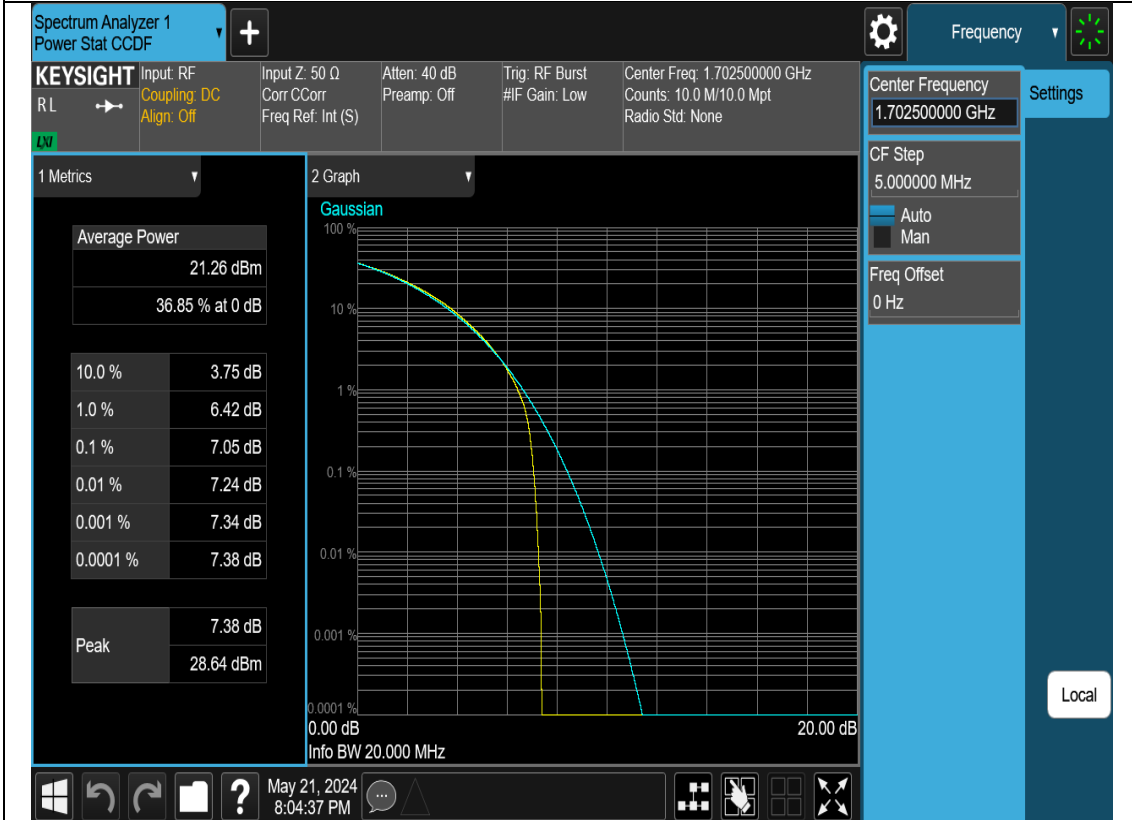 Spectrum Analyzer 1
Power Stat CCDF
Frequency
KEYSIGHT
RL
LXI
Input: RF
Coupling: DC
Align: Off
Input Z: 50 Ω
Corr CCorr
Freq Ref: Int (S)
Atten: 40 dB
Preamp: Off
Trig: RF Burst
#IF Gain: Low
Center Freq: 1.702500000 GHz
Counts: 10.0 M/10.0 Mpt
Radio Std: None
1 Metrics
Average Power
21.26 dBm
36.85 % at 0 dB
10.0 % 3.75 dB
1.0 % 6.42 dB
0.1 % 7.05 dB
0.01 % 7.24 dB
0.001 % 7.34 dB
0.0001 % 7.38 dB
Peak
7.38 dB
28.64 dBm
2 Graph
Gaussian
100 %
10 %
1 %
0.1 %
0.01 %
0.001 %
0.0001 %
0.00 dB 20.00 dB
Info BW 20.000 MHz
Center Frequency
1.702500000 GHz
CF Step
5.000000 MHz
Auto
Man
Freq Offset
0 Hz
Settings
Local
?
May 21, 2024
8:04:37 PM